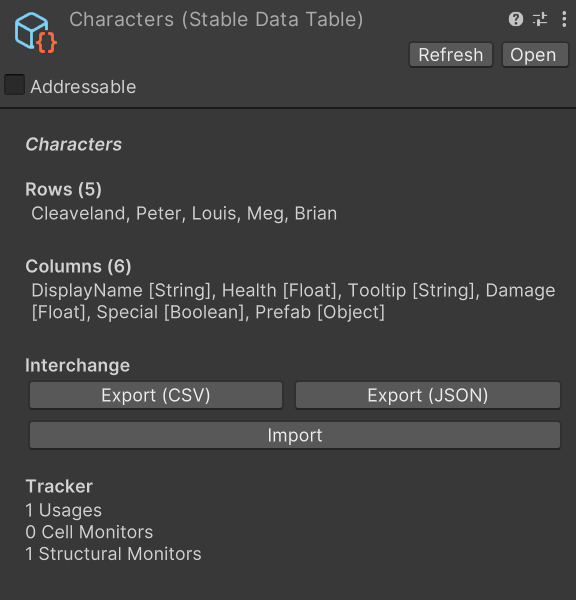 Characters (Stable Data Table)
Refresh
Open
Addressable
Characters
Rows (5)
Cleaveland, Peter, Louis, Meg, Brian
Columns (6)
DisplayName [String], Health [Float], Tooltip [String], Damage
[Float], Special [Boolean], Prefab [Object]
Interchange
Export (CSV)
Export (JSON)
Import
Tracker
1 Usages
0 Cell Monitors
1 Structural Monitors